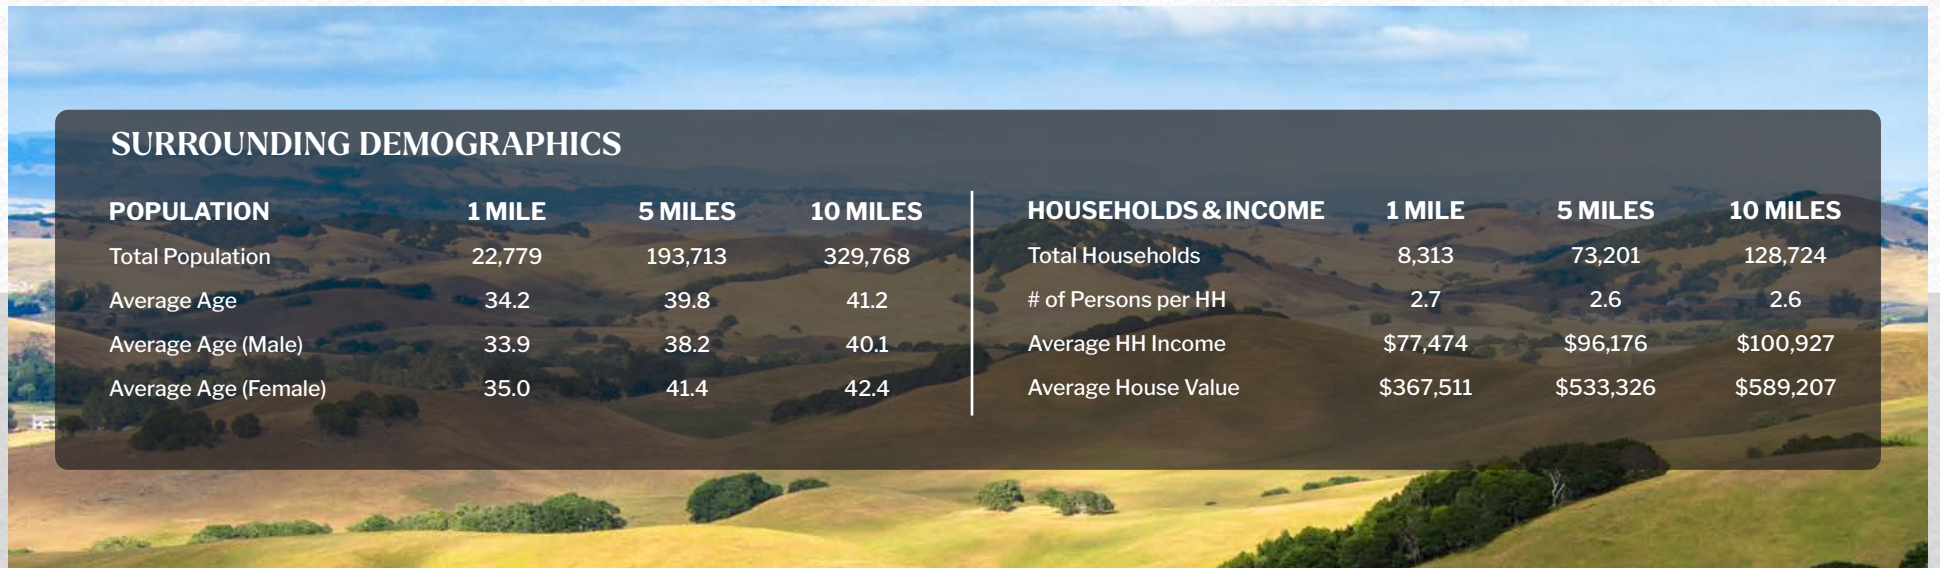 SURROUNDING DEMOGRAPHICS
POPULATION 1 MILE 5 MILES 10 MILES
Total Population 22,779 193,713 329,768
Average Age 34.2 39.8 41.2
Average Age (Male) 33.9 38.2 40.1
Average Age (Female) 35.0 41.4 42.4
HOUSEHOLDS & INCOME 1 MILE 5 MILES 10 MILES
Total Households 8,313 73,201 128,724
# of Persons per HH 2.7 2.6 2.6
Average HH Income $77,474 $96,176 $100,927
Average House Value $367,511 $533,326 $589,207